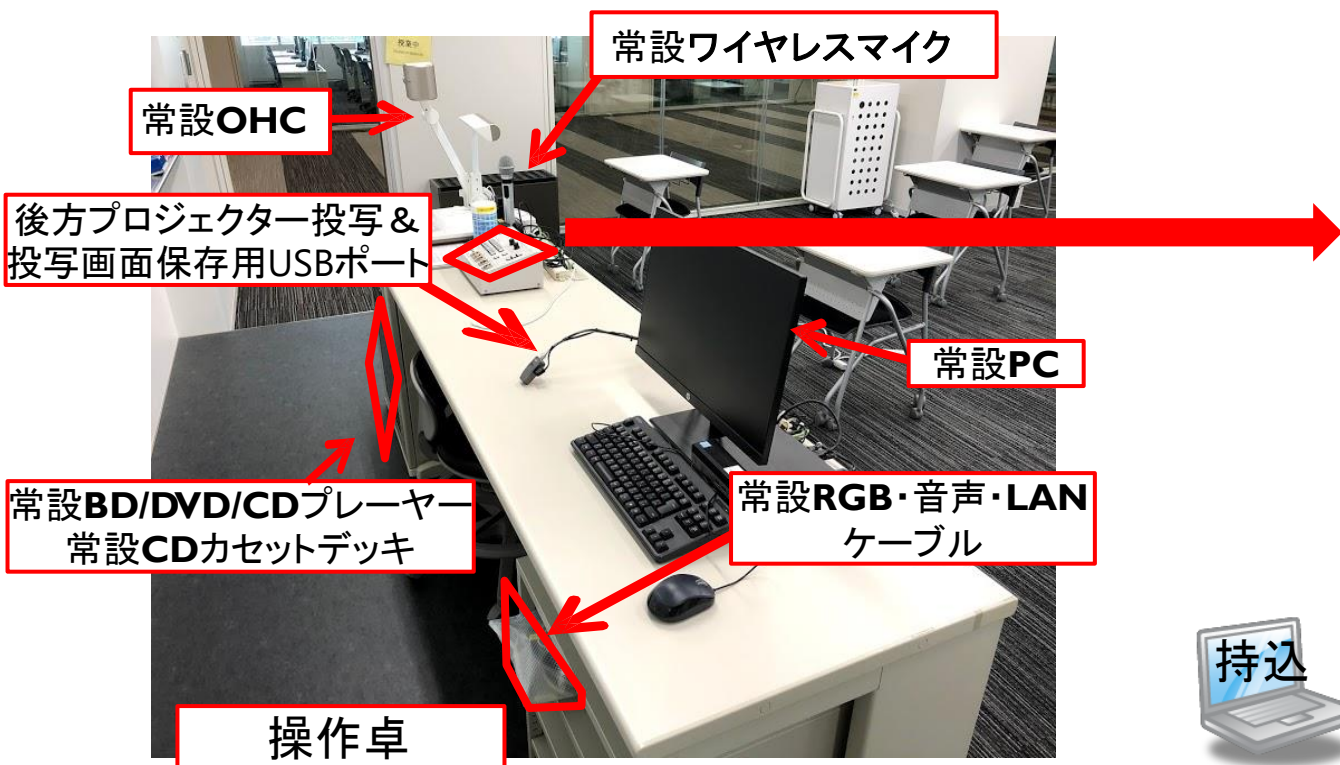 授業中
常設ワイヤレスマイク
常設OHC
後方プロジェクター投写＆
投写画面保存用USBポート
常設PC
常設BD/DVD/CDプレーヤー
常設CDカセットデッキ
常設RGB・音声・LAN
ケーブル
持込
操作卓